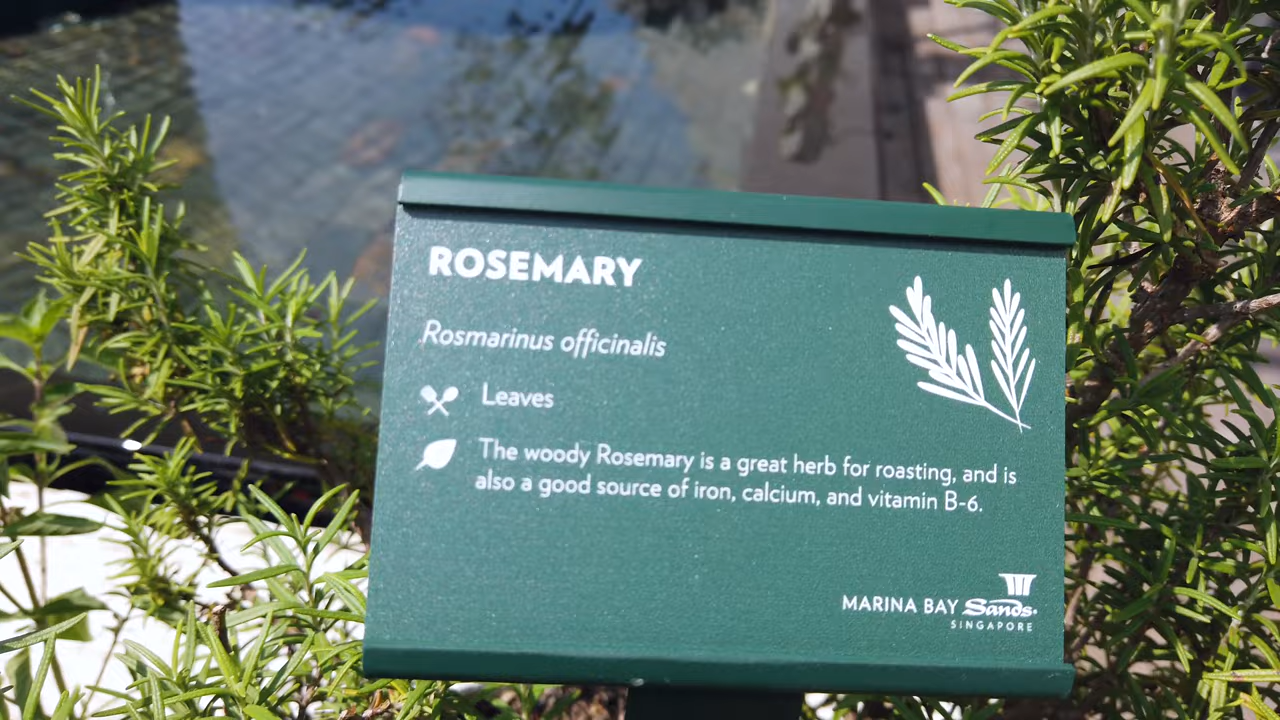 ROSEMARY
Rosmarinus officinalis
Leaves
The woody Rosemary is a great herb for roasting, and is
also a good source of iron, calcium, and vitamin B-6.
MARINA BAY Sands.
SINGAPORE